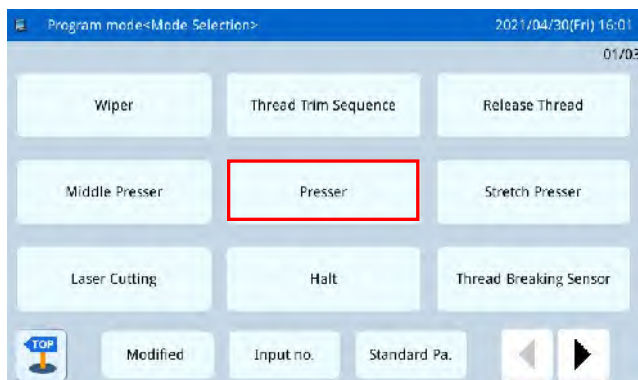 Program mode<Mode Selection> 2021/04/30(Fri) 16:01
01/03
Wiper Thread Trim Sequence Release Thread
Middle Presser Presser Stretch Presser
Laser Cutting Halt Thread Breaking Sensor
TOP Modified Input no. Standard Pa.